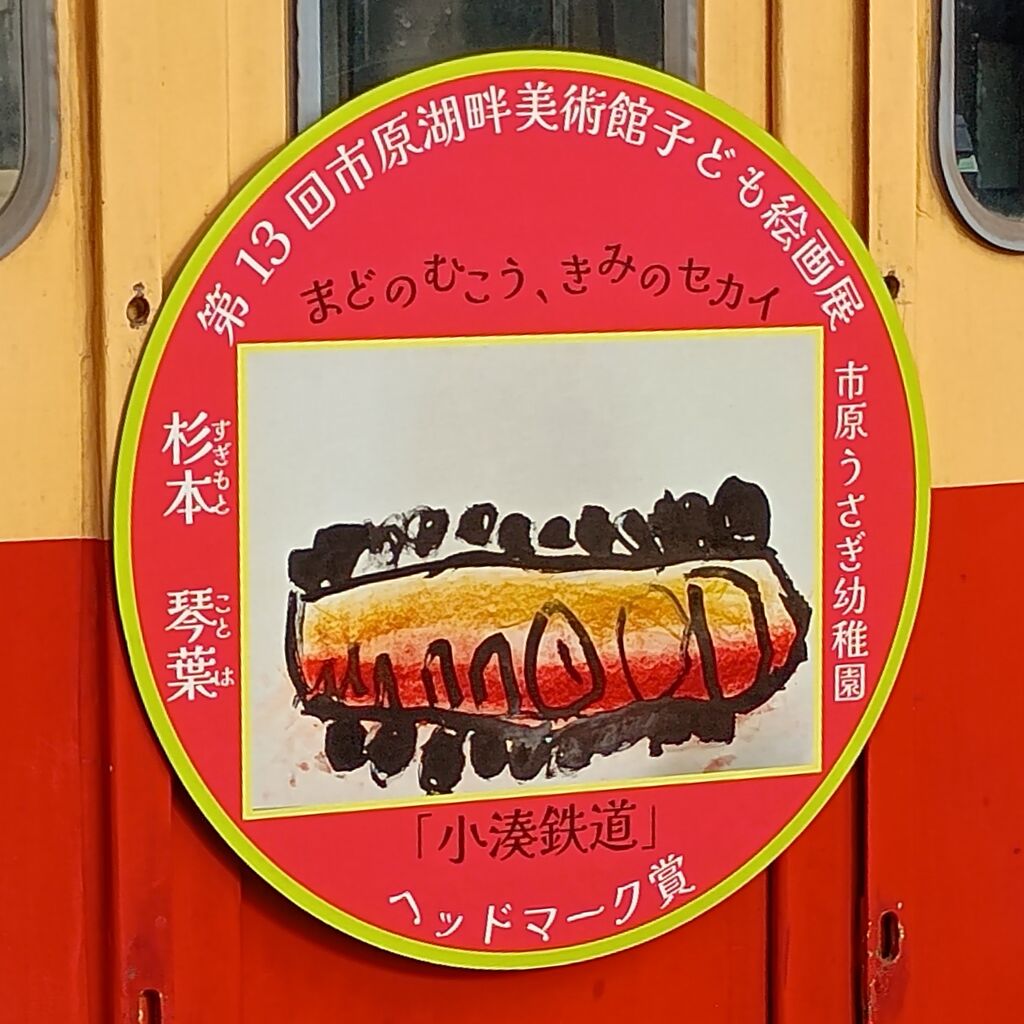 第13回市原湖畔美術館子ども絵画展
まどのむこう、きみのセカイ
市原うさぎ幼稚園
杉本 琴葉
すぎもと ことは
「小湊鉄道」
ヘッドマーク賞